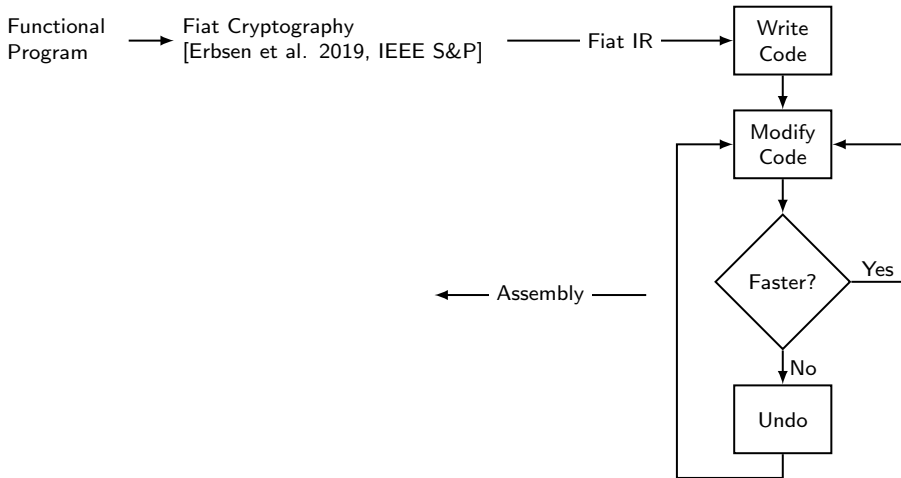 Functional
Program
Fiat Cryptography
[Erbsen et al. 2019, IEEE S&P]
Fiat IR
Write
Code
Modify
Code
Faster?
Yes
Assembly
No
Undo